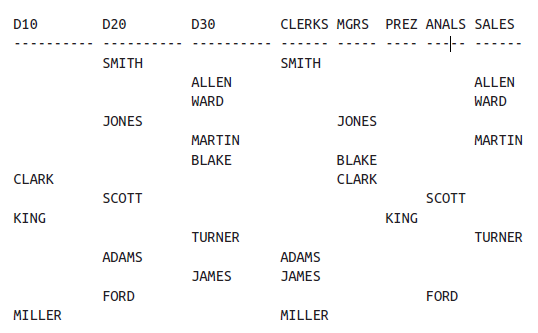 D10        D20        D30        CLERKS MGRS  PREZ ANALS SALES
---------- ---------- ---------- ------ ----- ---- ----- ------
           SMITH                 SMITH
                      ALLEN                              ALLEN
                      WARD                               WARD
           JONES                        JONES
                      MARTIN                             MARTIN
                      BLAKE             BLAKE
CLARK                                   CLARK
           SCOTT                                   SCOTT
KING                                          KING
                      TURNER                             TURNER
           ADAMS                 ADAMS
                      JAMES      JAMES
           FORD                                    FORD
MILLER                           MILLER